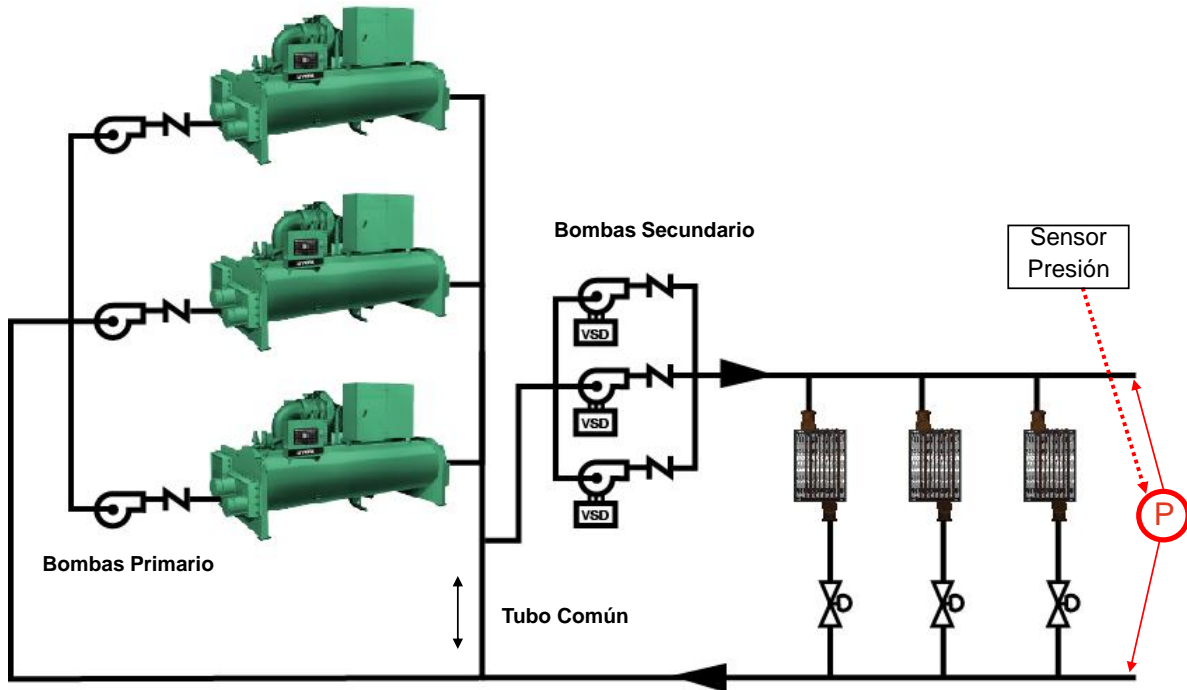 Bombas Secundario
Sensor
Presión
VSD
VSD
VSD
P
Bombas Primario
Tubo Común